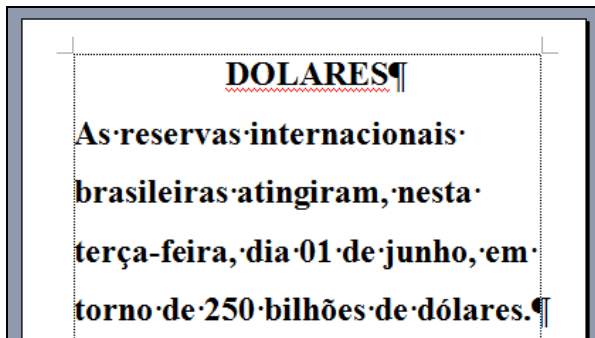 DOLARES¶
As·reservas·internacionais·
brasileiras·atingiram,·nesta·
terça-feira,·dia·01·de·junho,·em·
torno·de·250·bilhões·de·dólares.¶